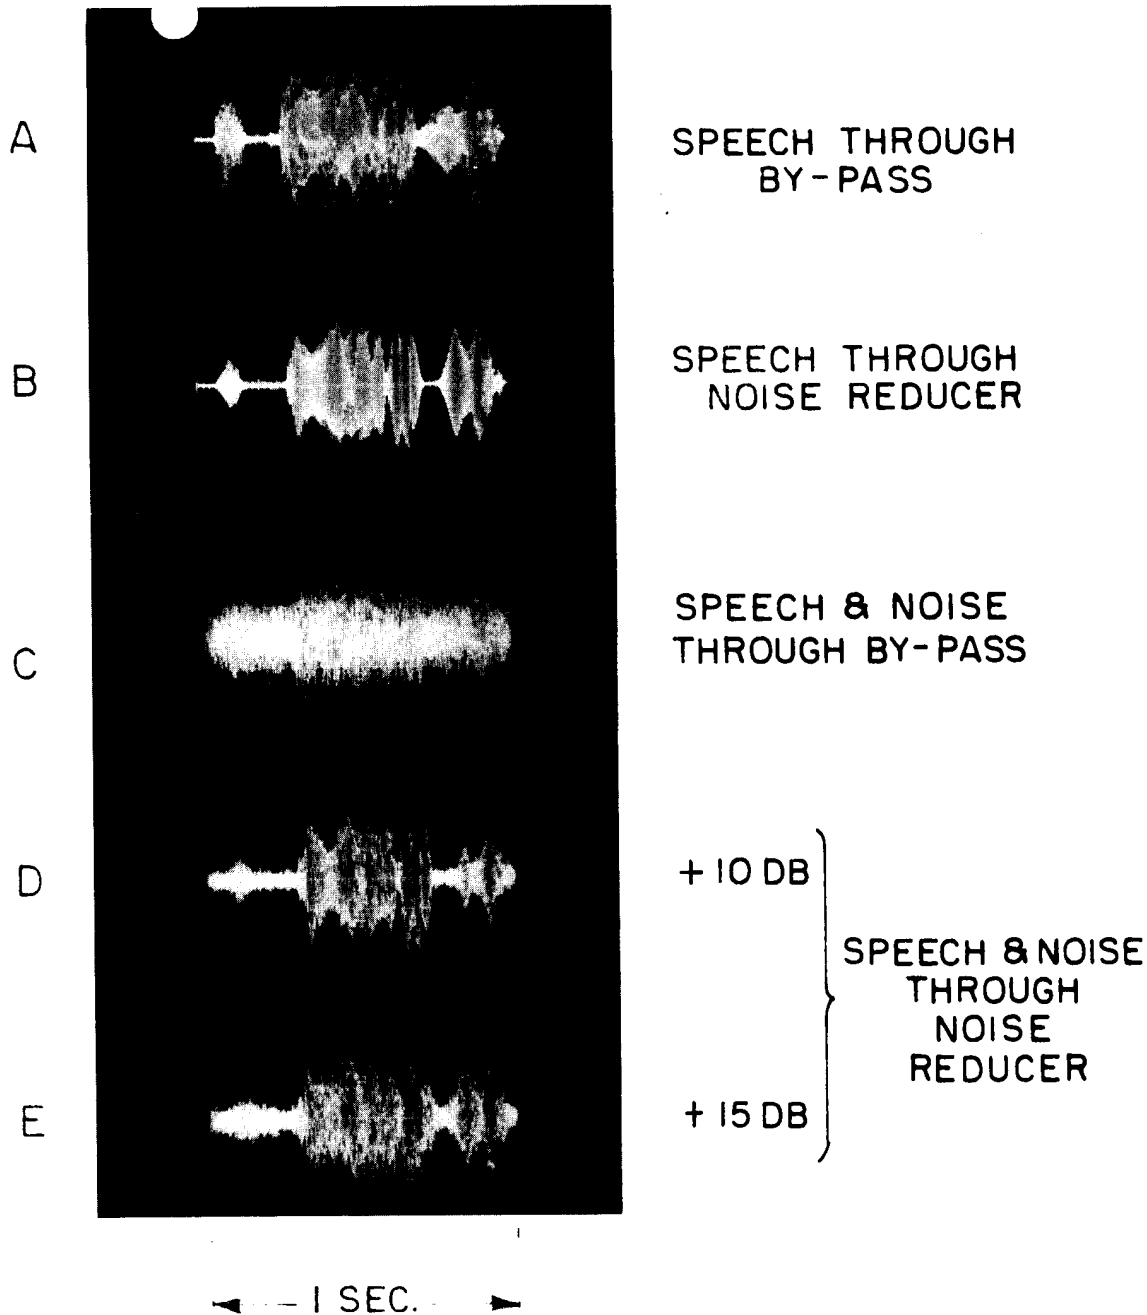 A
SPEECH THROUGH
BY-PASS
B
SPEECH THROUGH
NOISE REDUCER
C
SPEECH & NOISE
THROUGH BY-PASS
D
+10 DB
E
+15 DB
SPEECH & NOISE
THROUGH
NOISE
REDUCER
1 SEC.